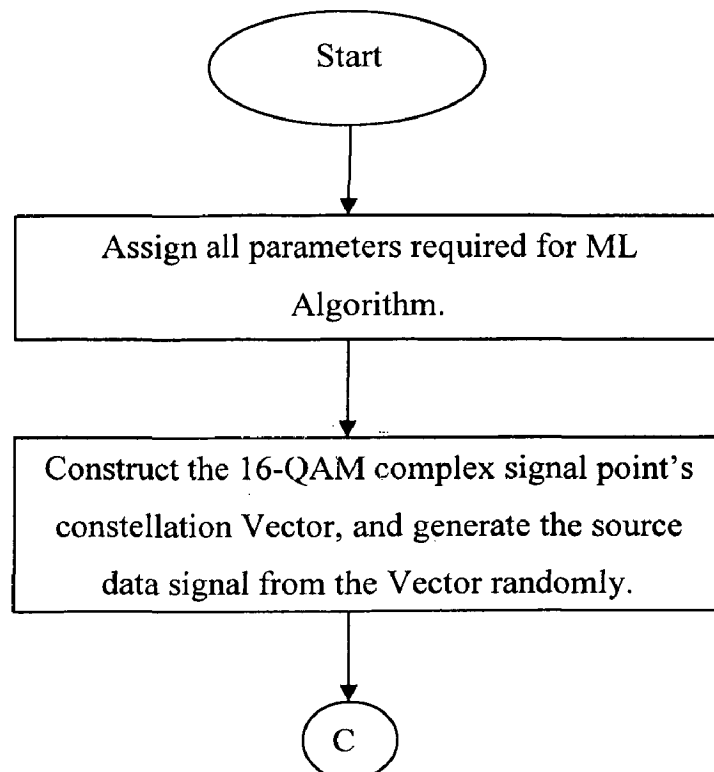 Start
Assign all parameters required for ML
Algorithm.
Construct the 16-QAM complex signal point's
constellation Vector, and generate the source
data signal from the Vector randomly.
C